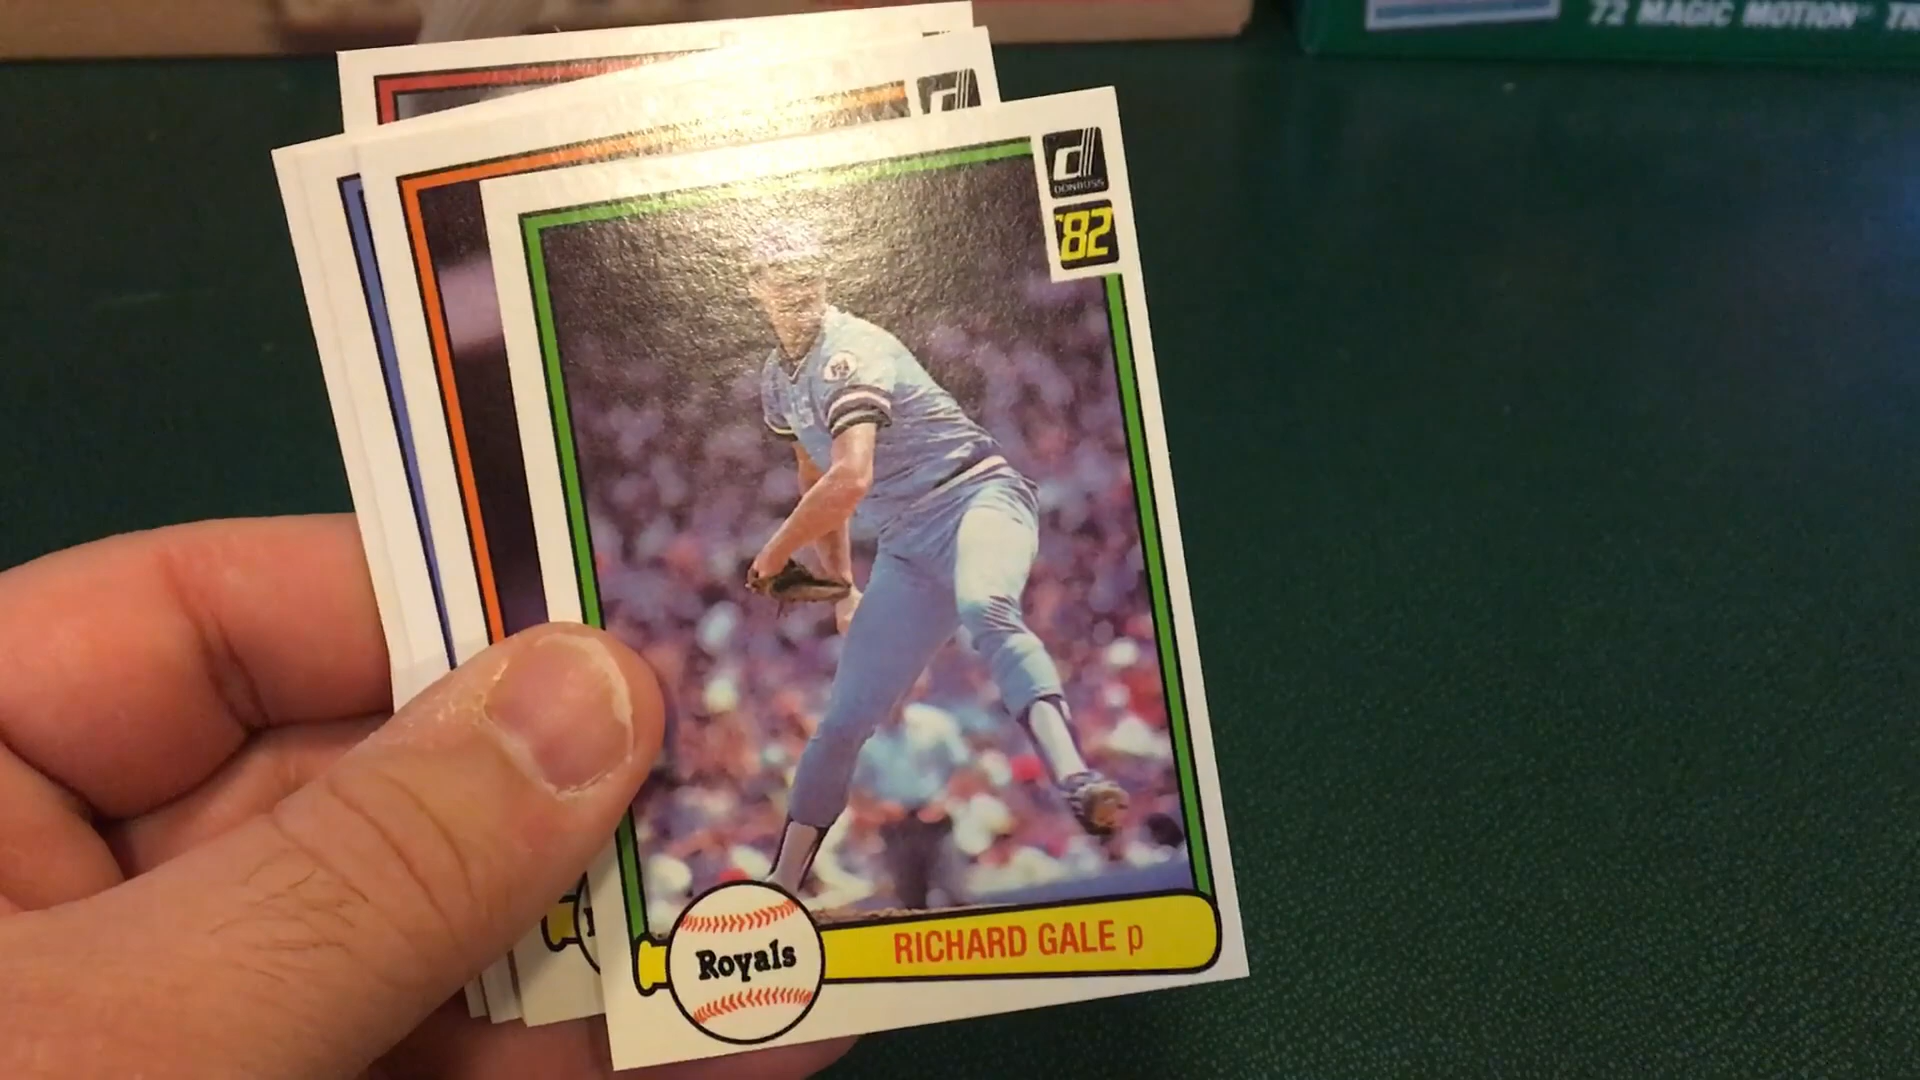 72 MAGIC MOTION
DONRUSS
'82
RICHARD GALE p
Royals